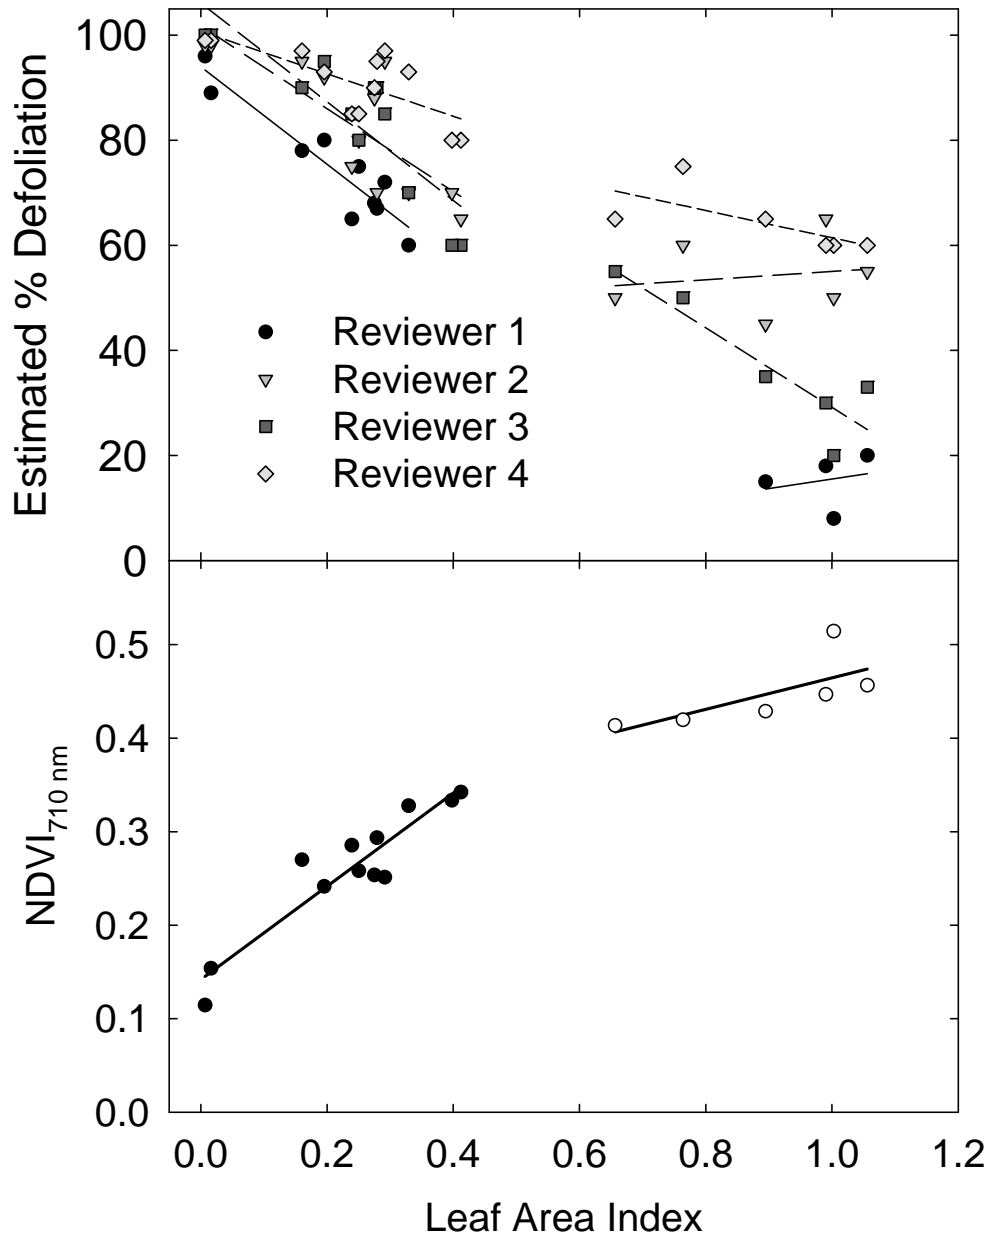 Estimated % Defoliation
100
80
60
40
20
0
Reviewer 1
Reviewer 2
Reviewer 3
Reviewer 4
NDVI710 nm
0.5
0.4
0.3
0.2
0.1
0.0
0.0 0.2 0.4 0.6 0.8 1.0 1.2
Leaf Area Index